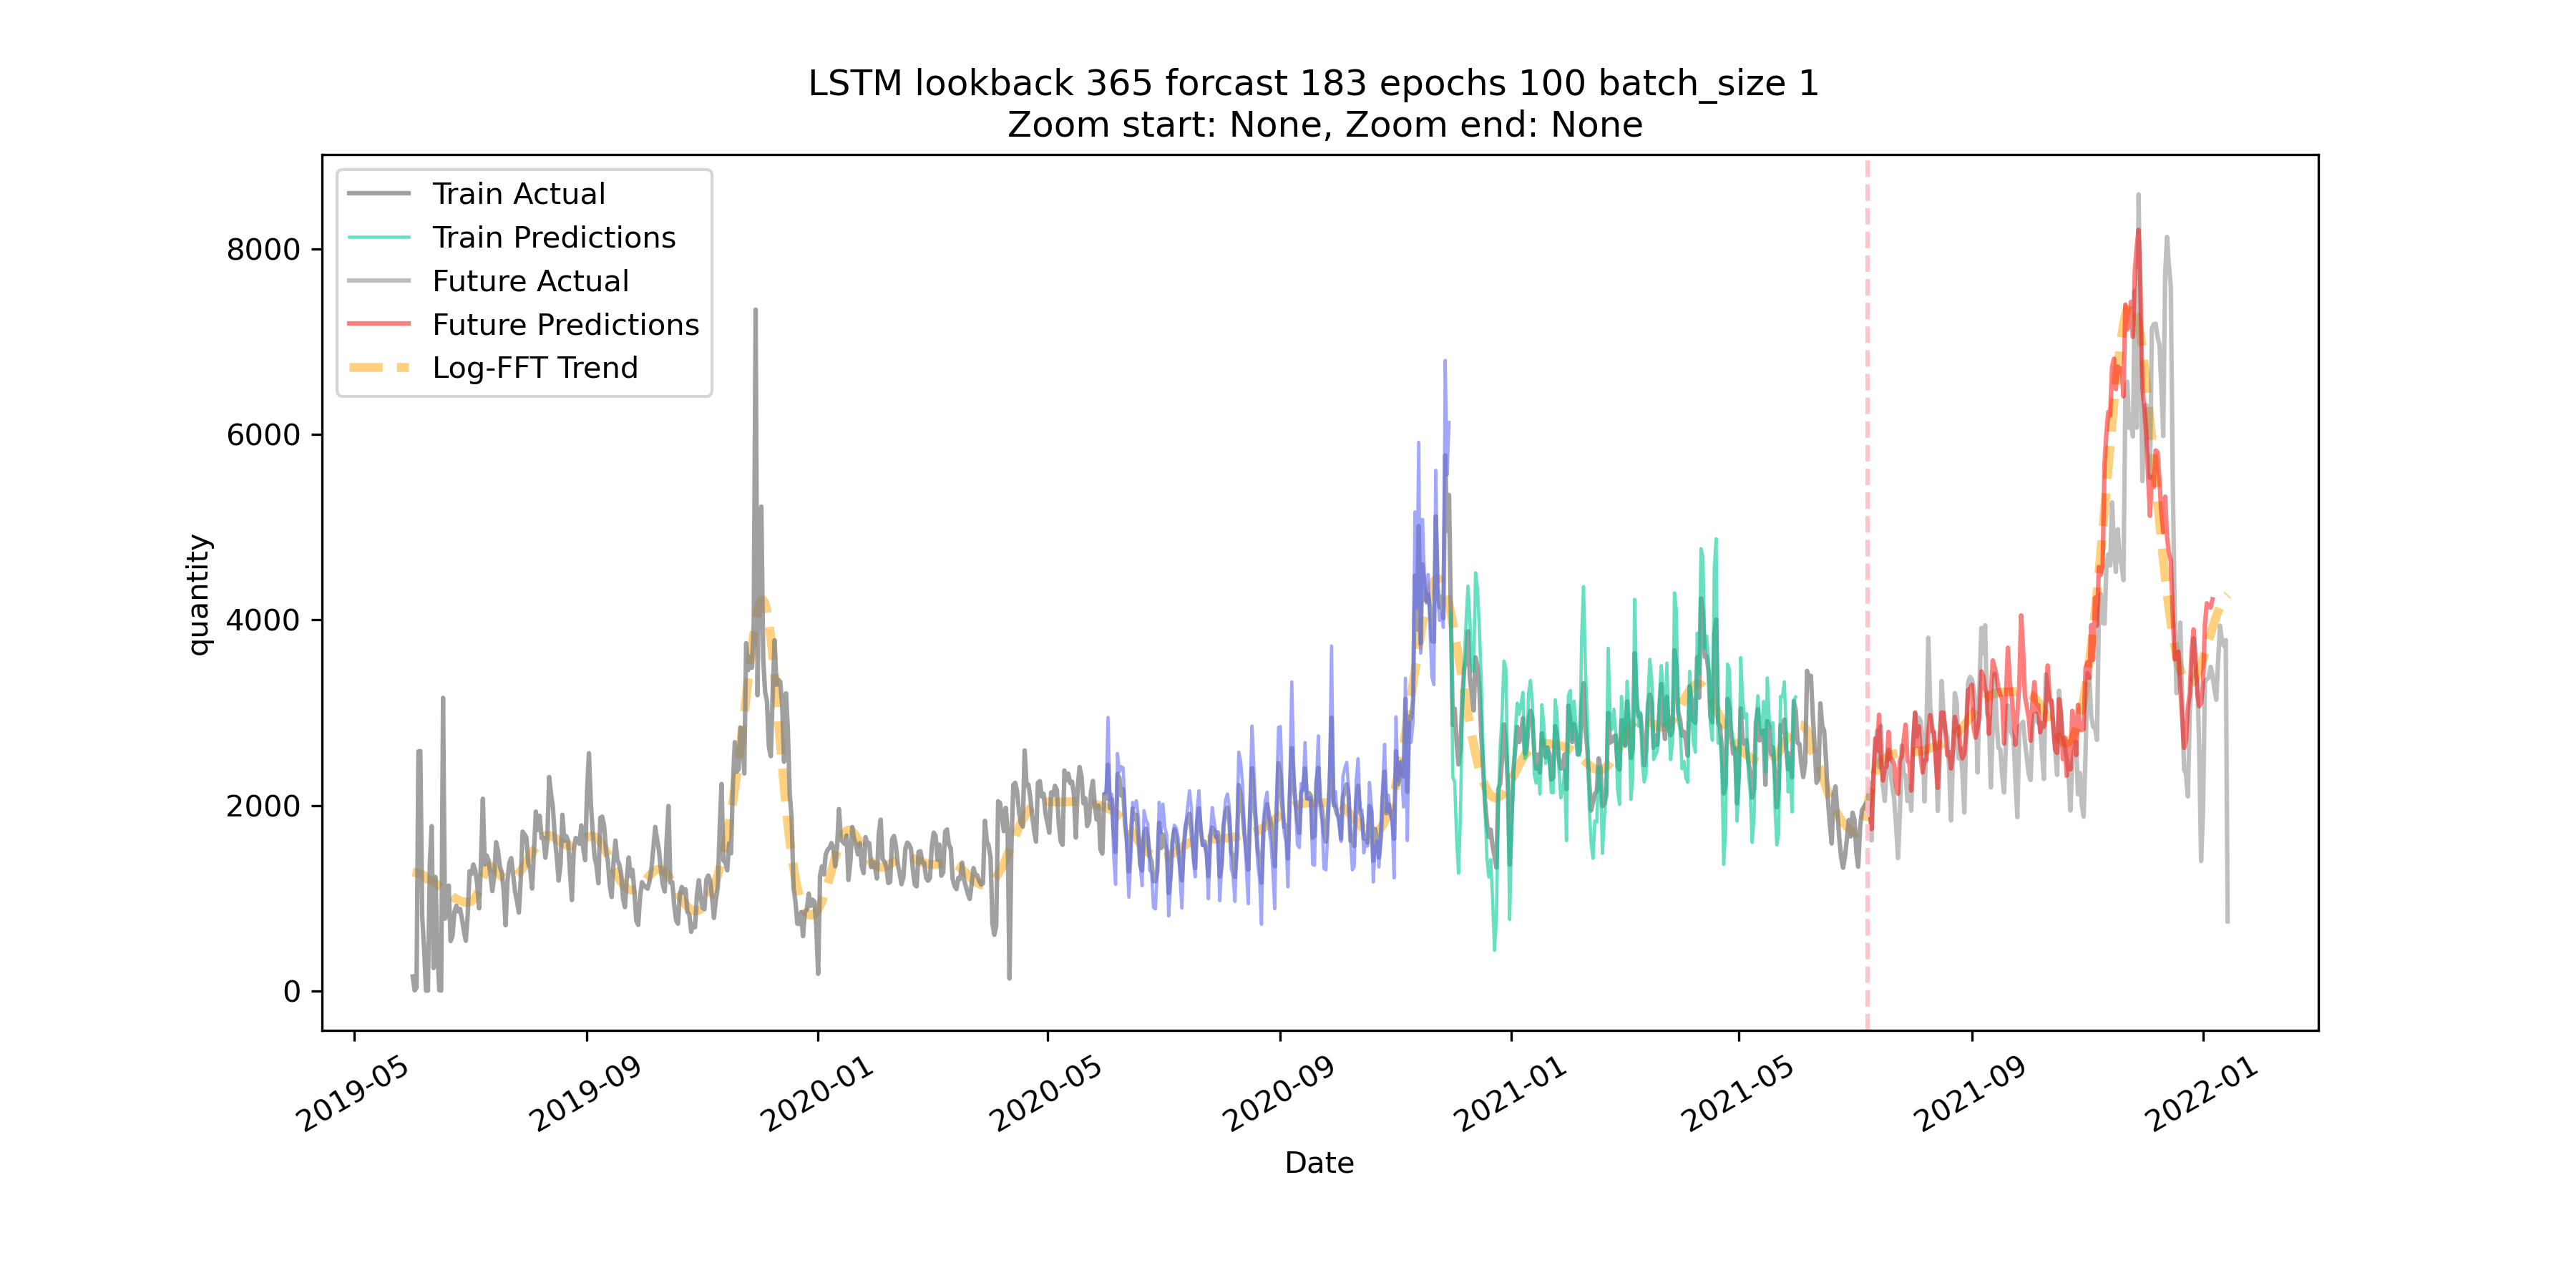 LSTM lookback 365 forcast 183 epochs 100 batch_size 1
Zoom start: None, Zoom end: None
Train Actual
Train Predictions
Future Actual
Future Predictions
Log-FFT Trend
quantity
8000
6000
4000
2000
0
2019-05
2019-09
2020-01
2020-05
2020-09
2021-01
2021-05
2021-09
2022-01
Date